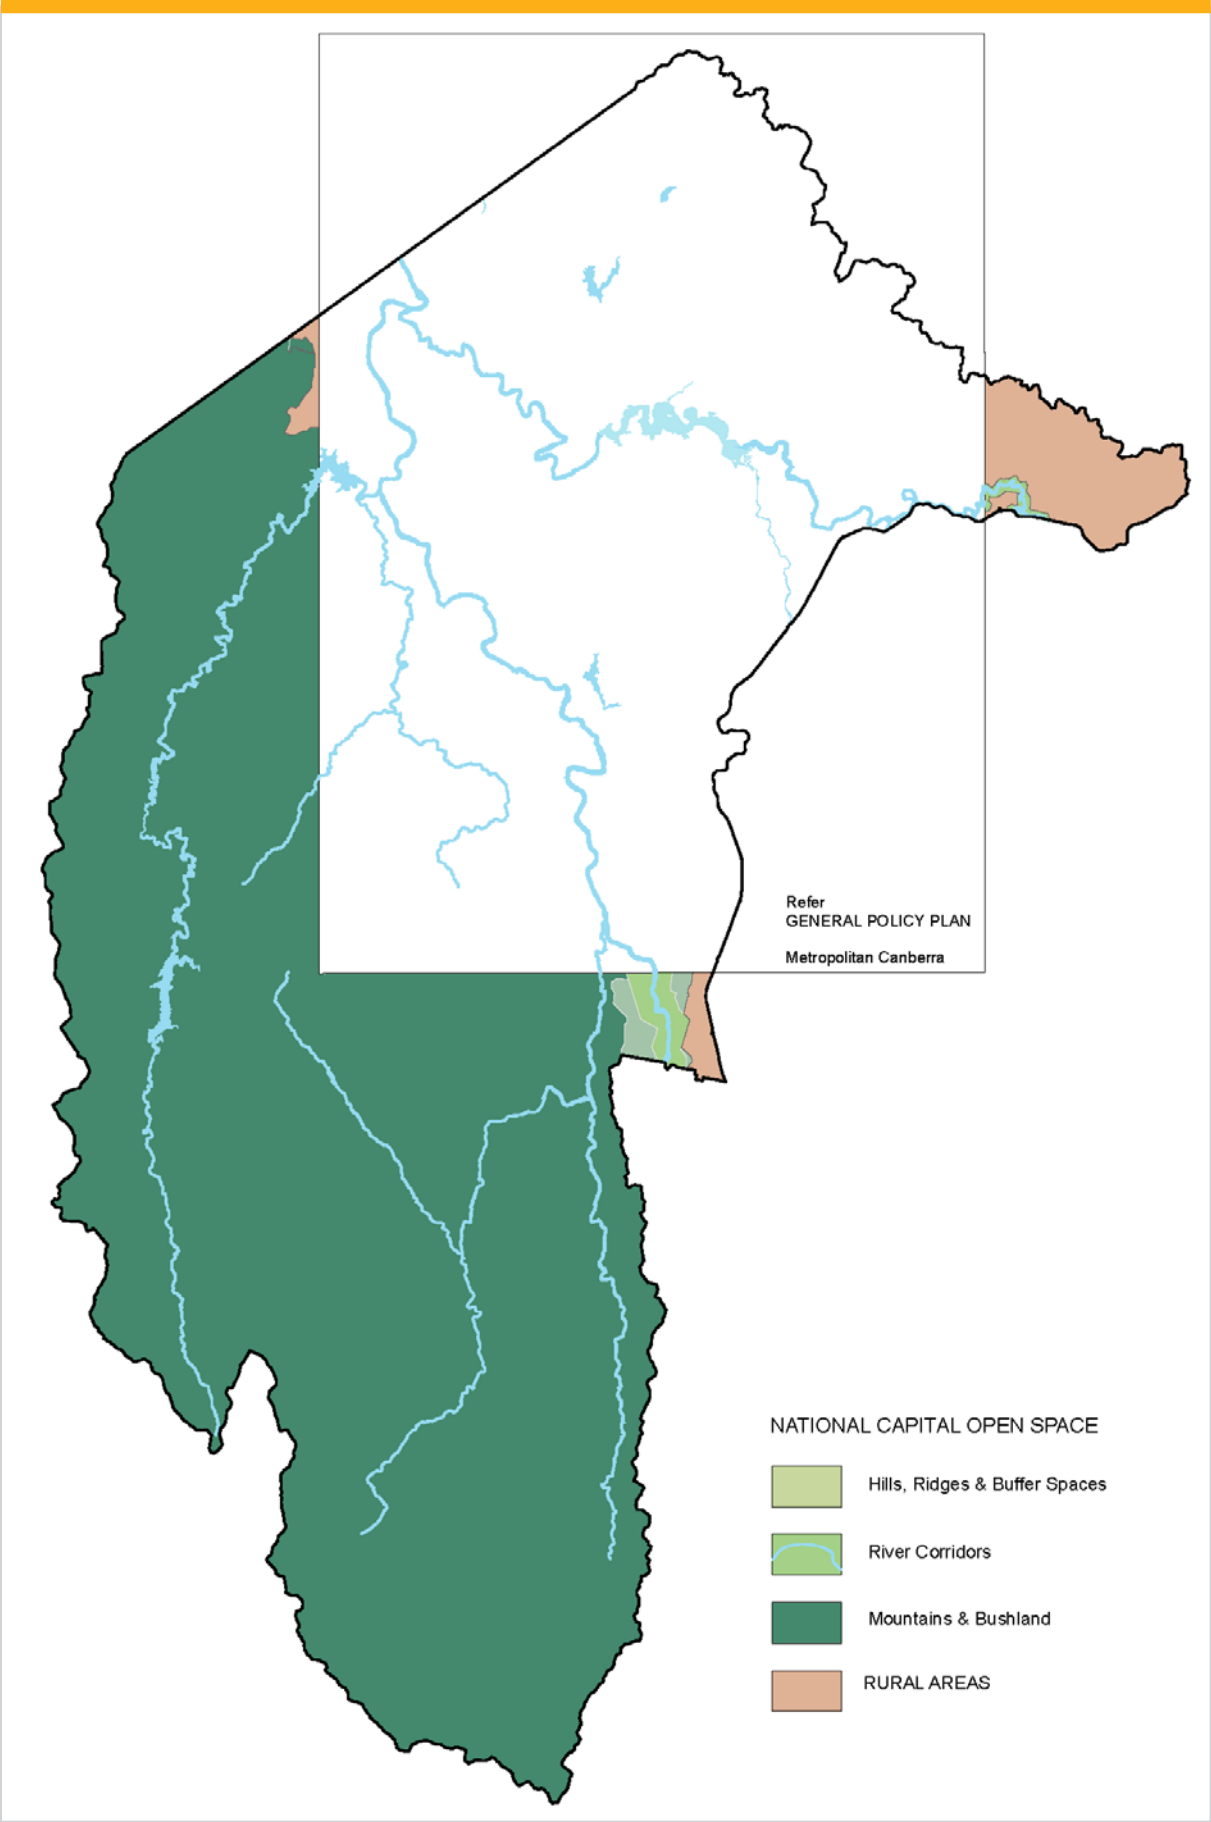 Refer
GENERAL POLICY PLAN
Metropolitan Canberra
NATIONAL CAPITAL OPEN SPACE
Hills, Ridges & Buffer Spaces
River Corridors
Mountains & Bushland
RURAL AREAS